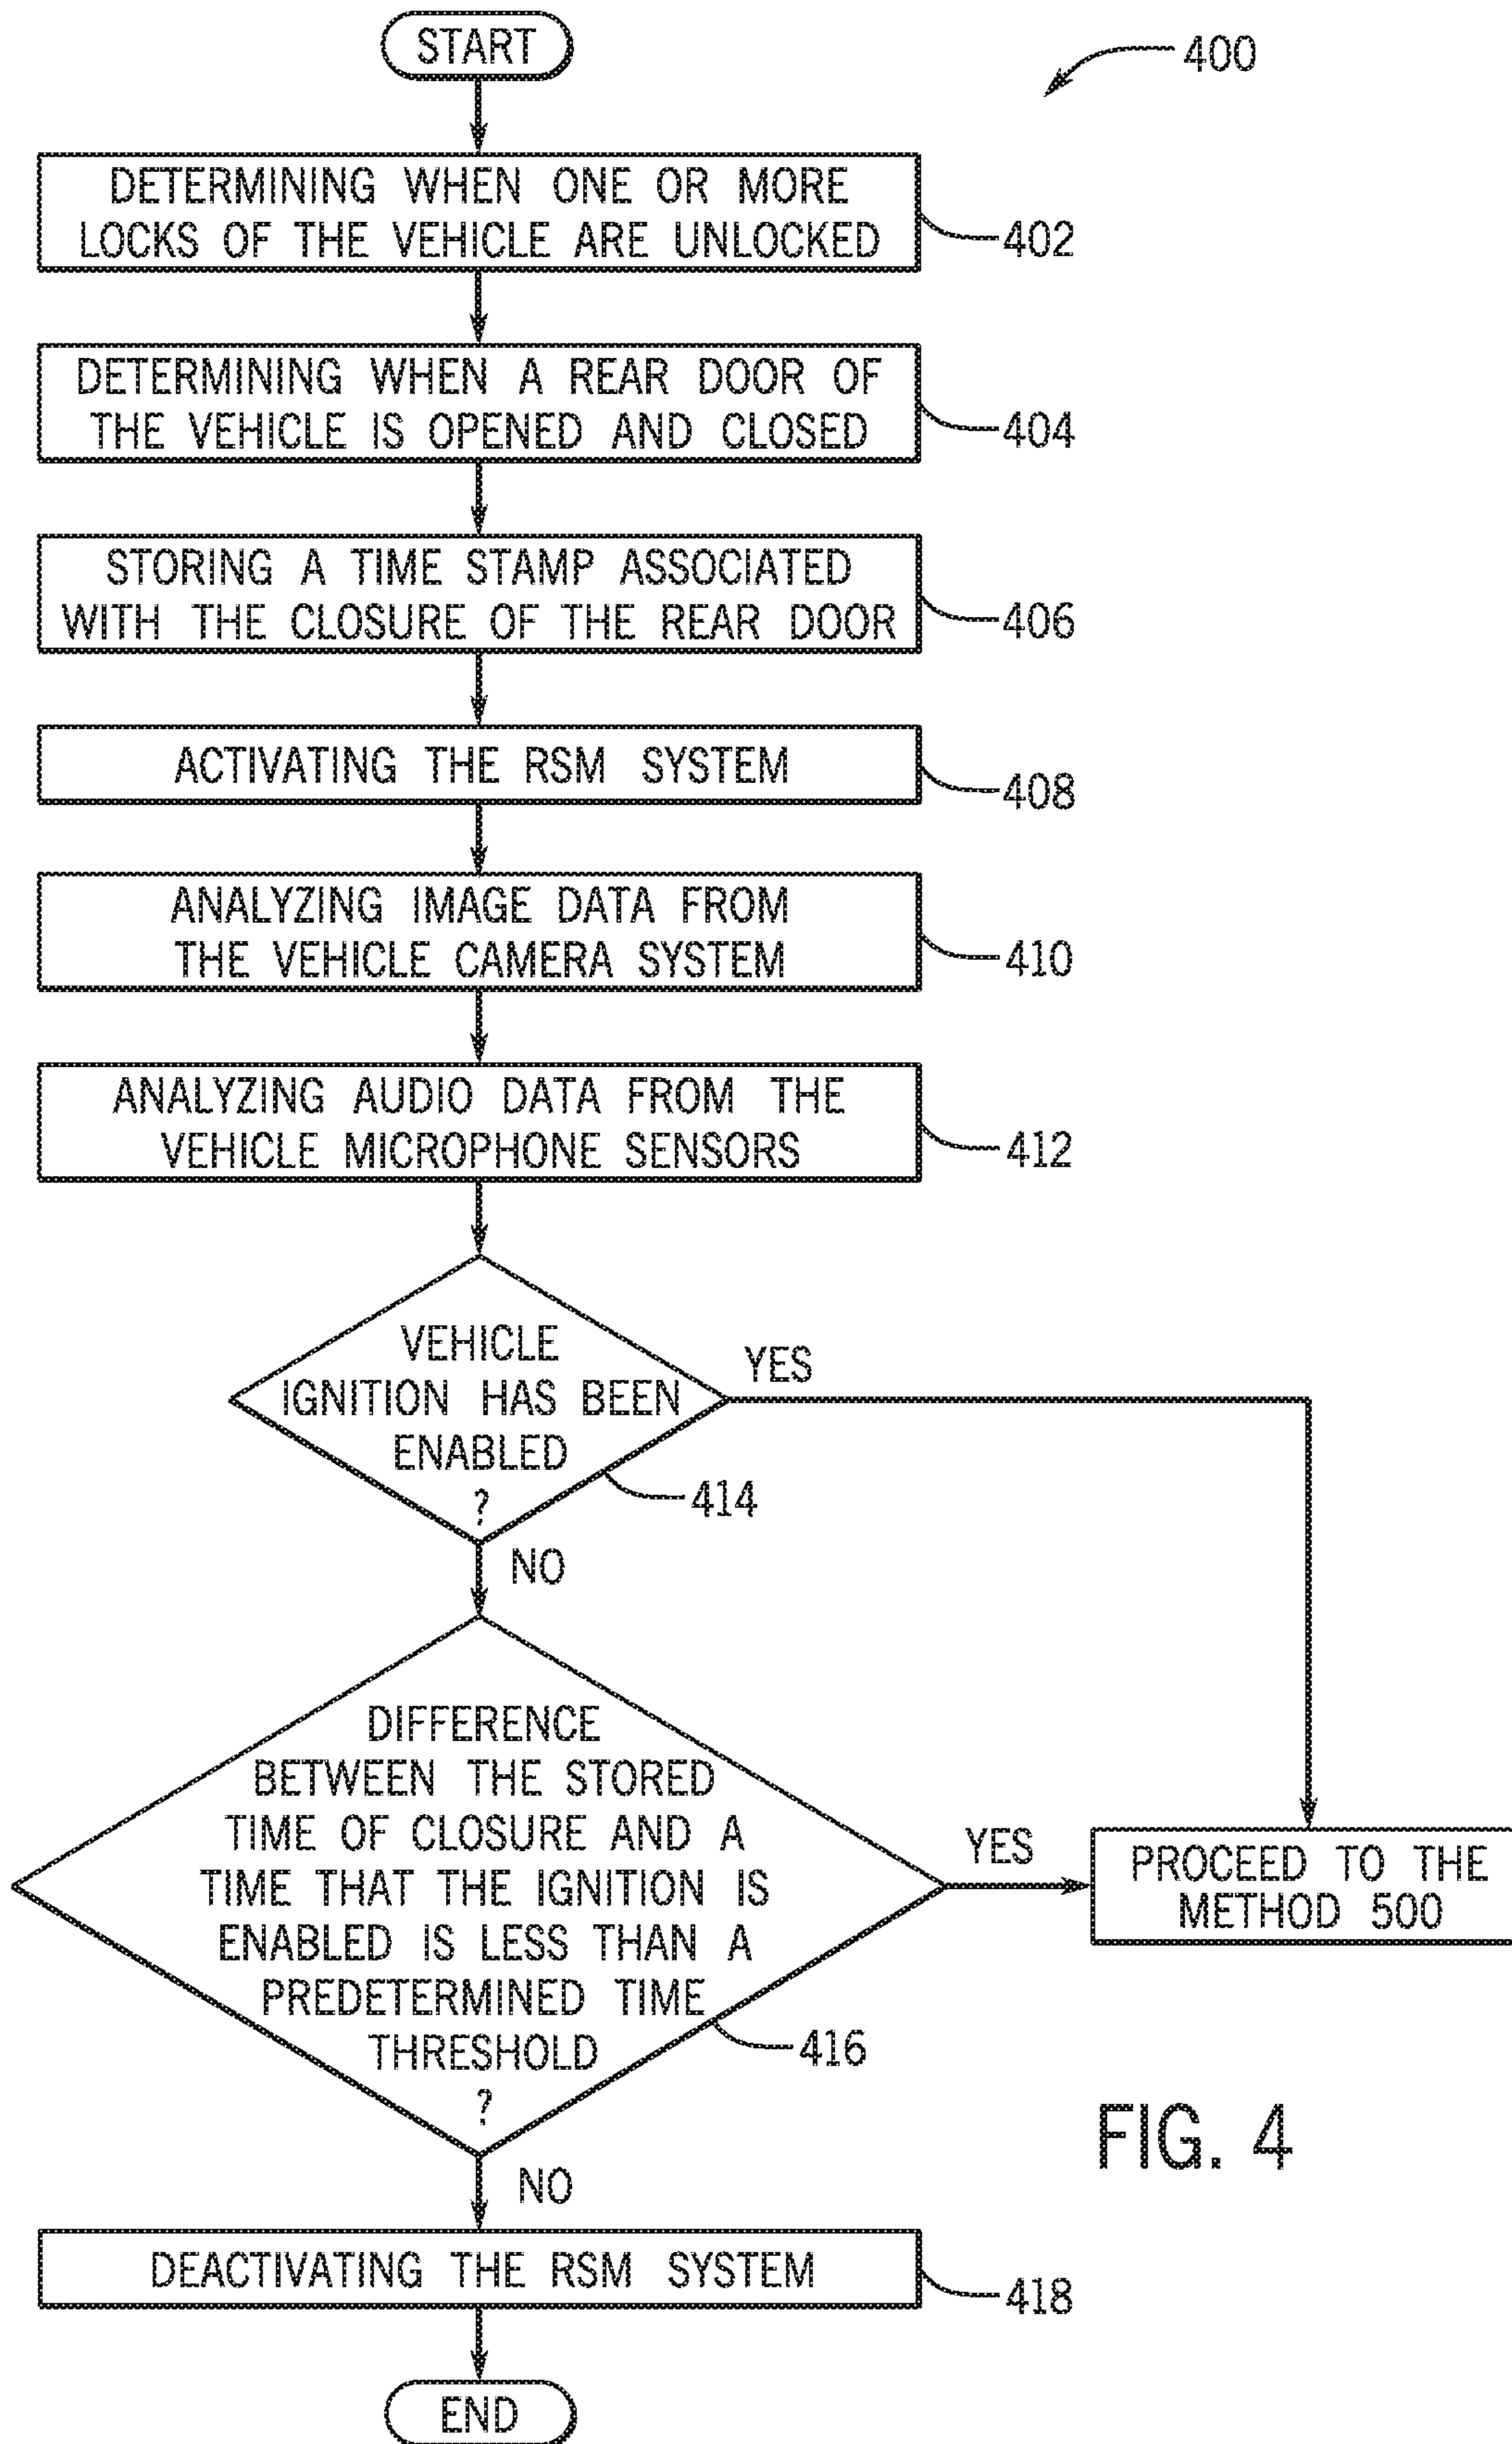 START
400
DETERMINING WHEN ONE OR MORE
LOCKS OF THE VEHICLE ARE UNLOCKED
402
DETERMINING WHEN A REAR DOOR OF
THE VEHICLE IS OPENED AND CLOSED
404
STORING A TIME STAMP ASSOCIATED
WITH THE CLOSURE OF THE REAR DOOR
406
ACTIVATING THE RSM SYSTEM
408
ANALYZING IMAGE DATA FROM
THE VEHICLE CAMERA SYSTEM
410
ANALYZING AUDIO DATA FROM THE
VEHICLE MICROPHONE SENSORS
412
VEHICLE
IGNITION HAS BEEN
ENABLED
?
414
YES
NO
DIFFERENCE
BETWEEN THE STORED
TIME OF CLOSURE AND A
TIME THAT THE IGNITION IS
ENABLED IS LESS THAN A
PREDETERMINED TIME
THRESHOLD
?
416
YES
PROCEED TO THE
METHOD 500
NO
DEACTIVATING THE RSM SYSTEM
418
END
FIG. 4